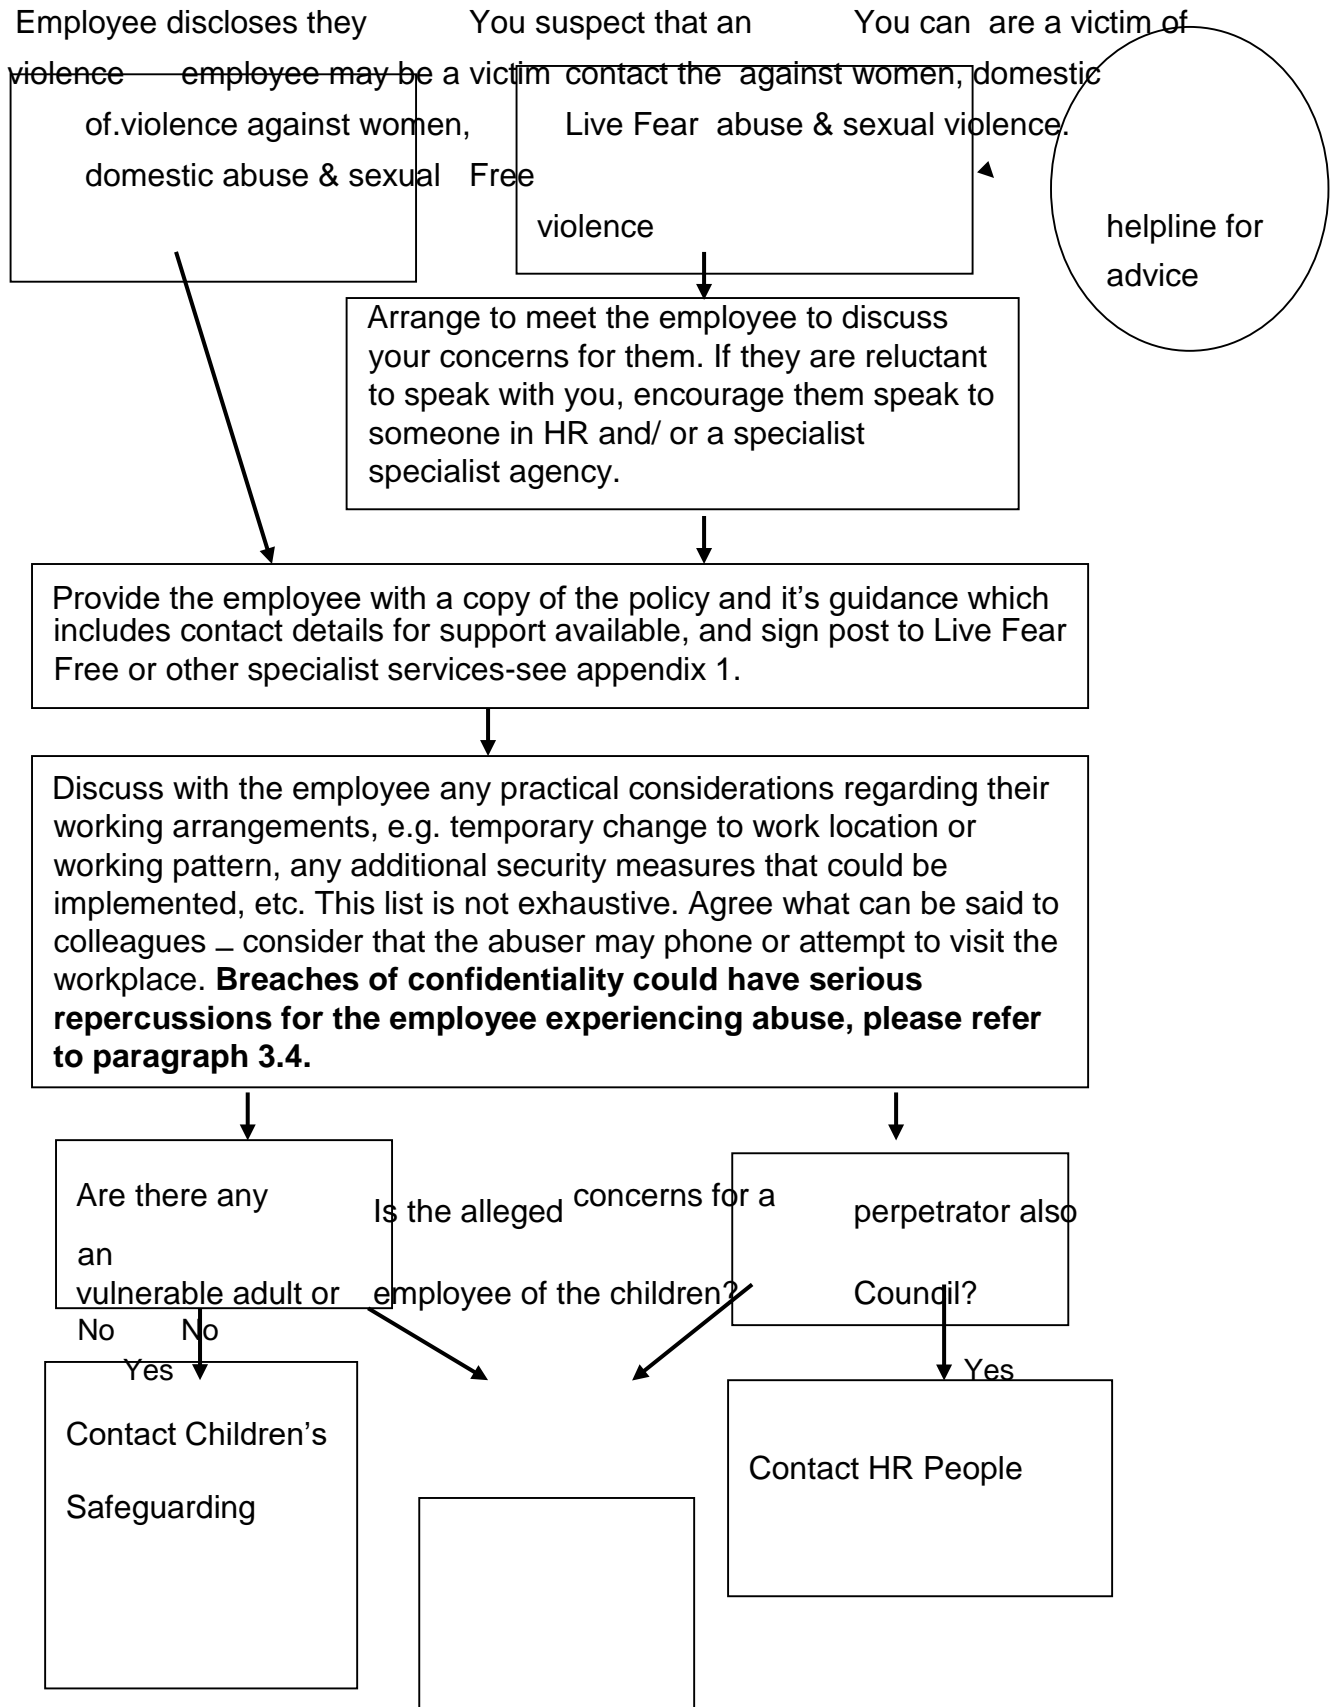 Employee discloses they You suspect that an You can are a victim of
violence employee may be a victim contact the against women, domestic
of.violence against women, Live Fear abuse & sexual violence.
domestic abuse & sexual Free
violence helpline for
advice
Arrange to meet the employee to discuss
your concerns for them. If they are reluctant
to speak with you, encourage them speak to
someone in HR and/ or a specialist
specialist agency.
Provide the employee with a copy of the policy and it’s guidance which
includes contact details for support available, and sign post to Live Fear
Free or other specialist services-see appendix 1.
Discuss with the employee any practical considerations regarding their
working arrangements, e.g. temporary change to work location or
working pattern, any additional security measures that could be
implemented, etc. This list is not exhaustive. Agree what can be said to
colleagues – consider that the abuser may phone or attempt to visit the
workplace. Breaches of confidentiality could have serious
repercussions for the employee experiencing abuse, please refer
to paragraph 3.4.
Are there any Is the alleged concerns for a perpetrator also
an
vulnerable adult or employee of the children? Council?
No No
Yes Yes
Contact Children’s
Safeguarding
Contact HR People